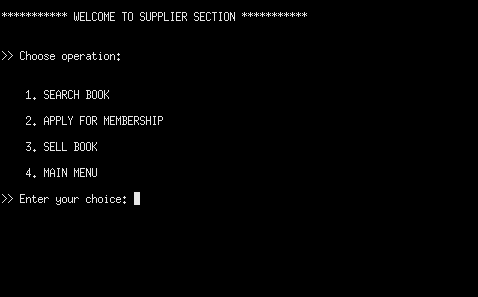 *********** WELCOME TO SUPPLIER SECTION ***********
>> Choose operation:
1. SEARCH BOOK
2. APPLY FOR MEMBERSHIP
3. SELL BOOK
4. MAIN MENU
>> Enter your choice: